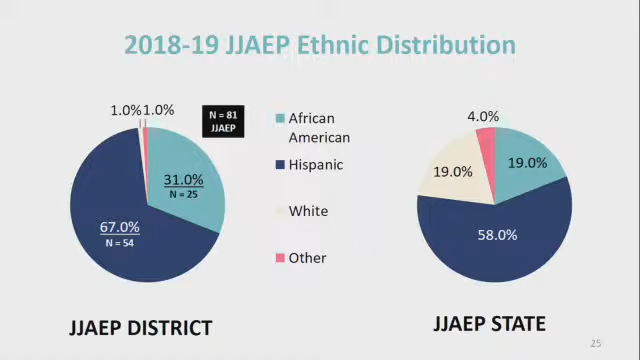 2018-19 JJAEP Ethnic Distribution
1.0% 1.0%
N = 81
JJAEP
31.0%
N = 25
67.0%
N = 54
JJAEP DISTRICT
African
American
Hispanic
White
Other
4.0%
19.0%
19.0%
58.0%
JJAEP STATE
25